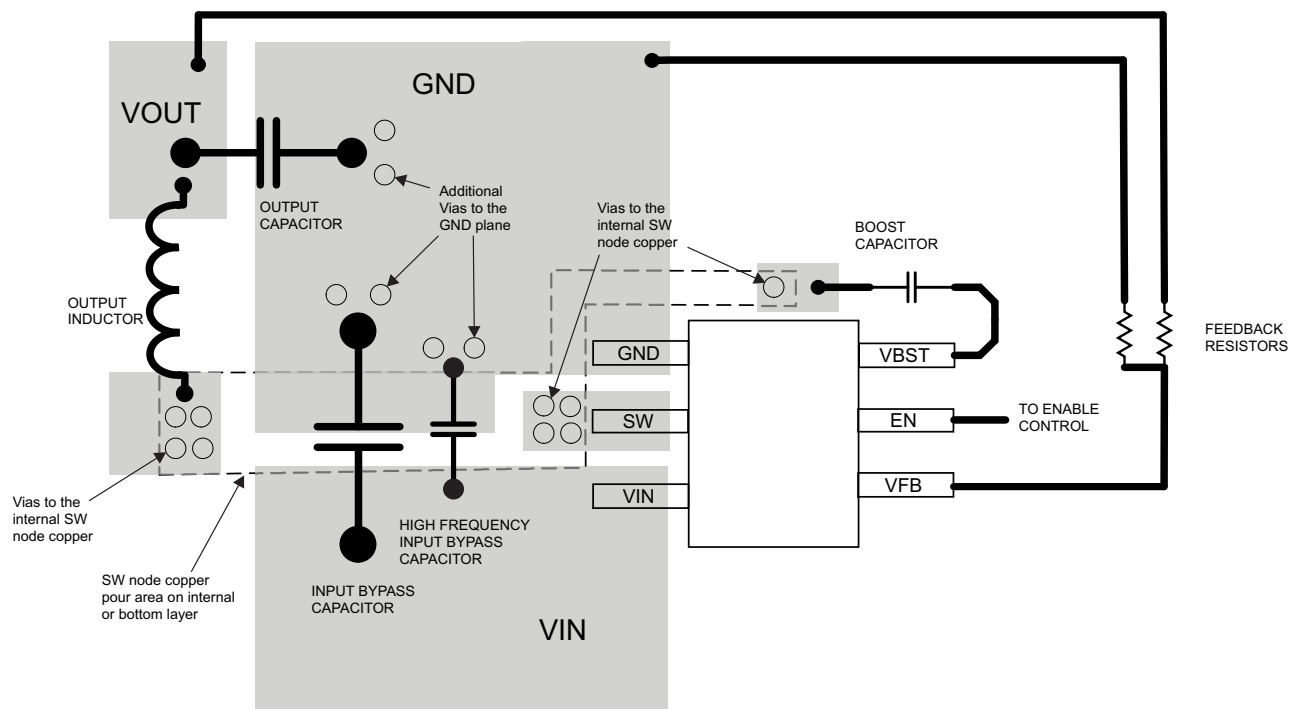 GND
VOUT
OUTPUT
CAPACITOR
Additional
Vias to the
GND plane
Vias to the
internal SW
node copper
BOOST
CAPACITOR
OUTPUT
INDUCTOR
FEEDBACK
RESISTORS
GND
VBST
SW
EN
TO ENABLE
CONTROL
VIN
VFB
Vias to the
internal SW
node copper
HIGH FREQUENCY
INPUT BYPASS
CAPACITOR
SW node copper
pour area on internal
or bottom layer
INPUT BYPASS
CAPACITOR
VIN